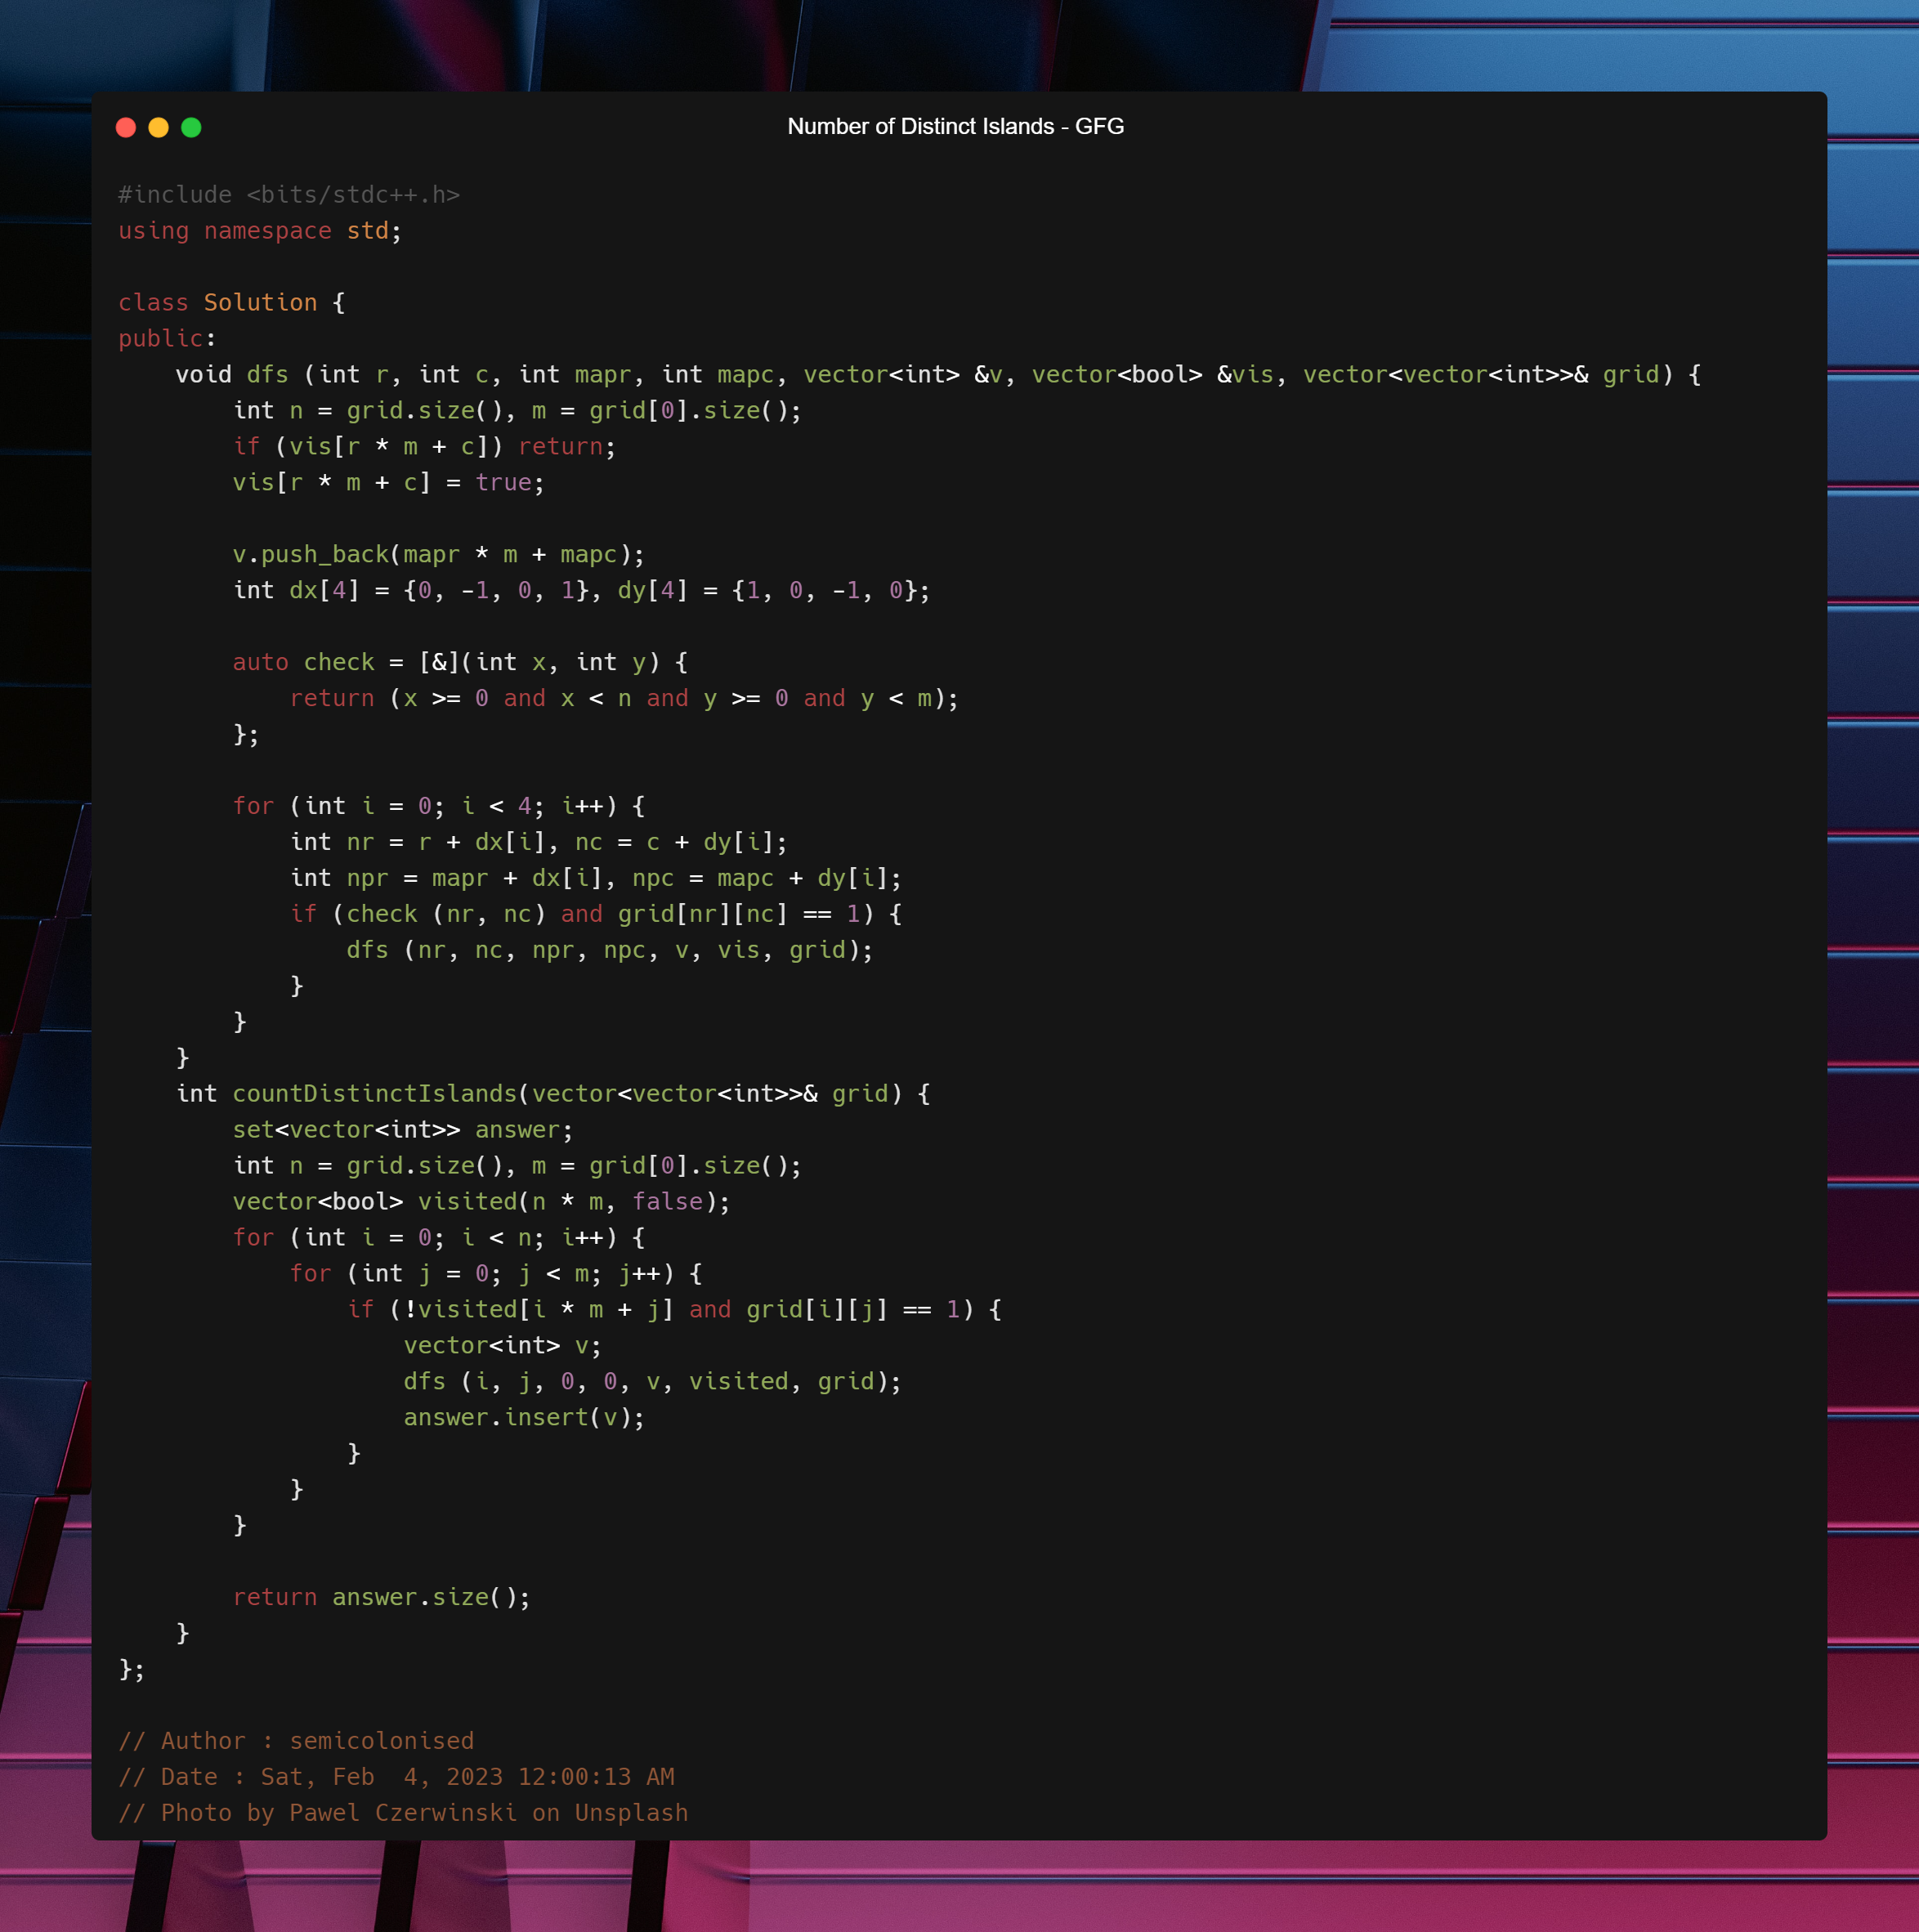 Number of Distinct Islands - GFG
#include <bits/stdc++.h>
using namespace std;

class Solution {
public:
    void dfs (int r, int c, int mapr, int mapc, vector<int> &v, vector<bool> &vis, vector<vector<int>>& grid) {
        int n = grid.size(), m = grid[0].size();
        if (vis[r * m + c]) return;
        vis[r * m + c] = true;

        v.push_back(mapr * m + mapc);
        int dx[4] = {0, -1, 0, 1}, dy[4] = {1, 0, -1, 0};

        auto check = [&](int x, int y) {
            return (x >= 0 and x < n and y >= 0 and y < m);
        };

        for (int i = 0; i < 4; i++) {
            int nr = r + dx[i], nc = c + dy[i];
            int npr = mapr + dx[i], npc = mapc + dy[i];
            if (check (nr, nc) and grid[nr][nc] == 1) {
                dfs (nr, nc, npr, npc, v, vis, grid);
            }
        }
    }
    int countDistinctIslands(vector<vector<int>>& grid) {
        set<vector<int>> answer;
        int n = grid.size(), m = grid[0].size();
        vector<bool> visited(n * m, false);
        for (int i = 0; i < n; i++) {
            for (int j = 0; j < m; j++) {
                if (!visited[i * m + j] and grid[i][j] == 1) {
                    vector<int> v;
                    dfs (i, j, 0, 0, v, visited, grid);
                    answer.insert(v);
                }
            }
        }

        return answer.size();
    }
};

// Author : semicolonised
// Date : Sat, Feb  4, 2023 12:00:13 AM
// Photo by Pawel Czerwinski on Unsplash